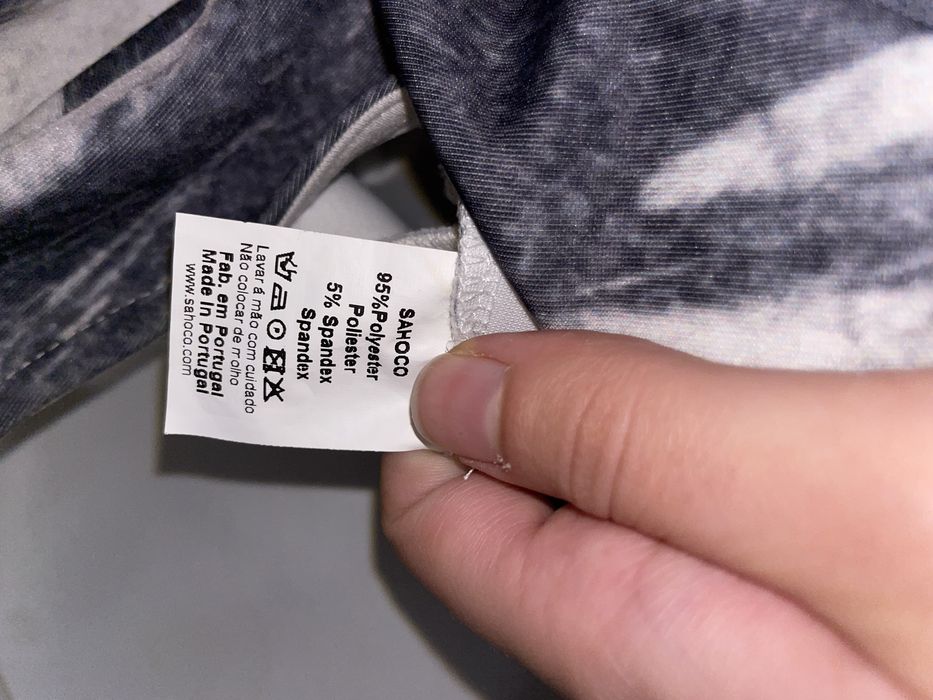 SAHOCO
95%Polyester
Poliester
5% Spandex
Spandex
Lavar á mão com cuidado
Não colocar de molho
Fab. em Portugal
Made In Portugal
www.sahoco.com